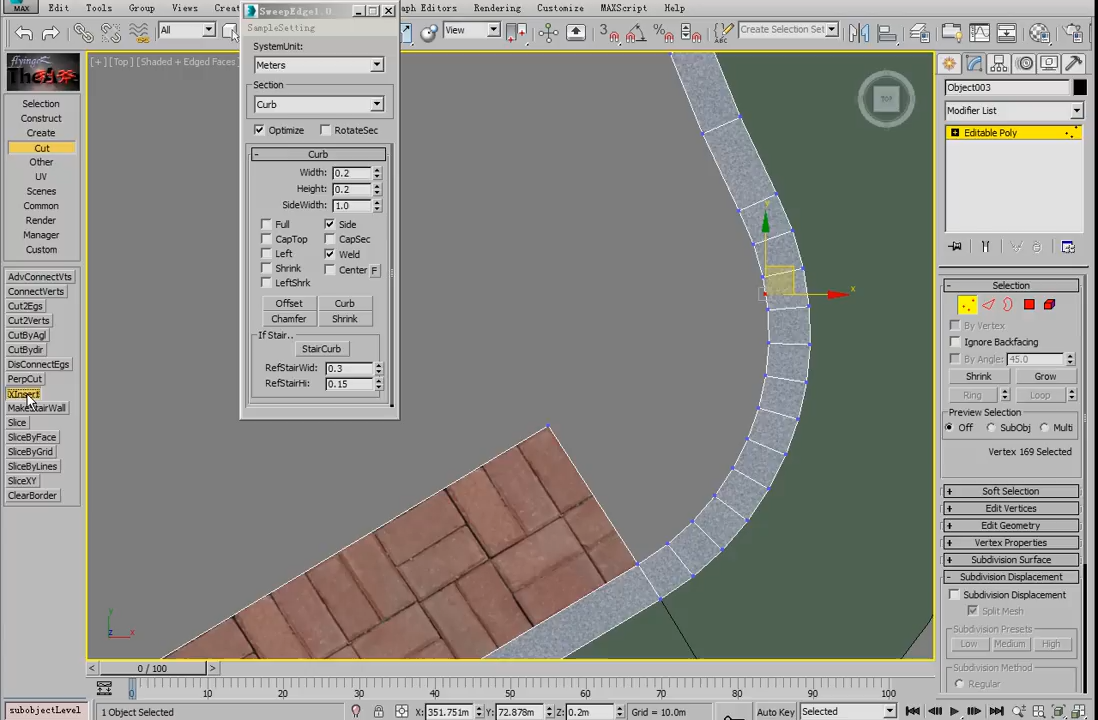 MAX
Edit
Tools
Group
Views
Creat
aph Editors
Rendering
Customize
MAXScript
Help
All
View
Create Selection Set
SweepEdge1.0
SampleSetting
SystemUnit:
Meters
Section
Curb
Optimize
RotateSec
Curb
Width: 0.2
Height: 0.2
SideWidth: 1.0
Full
Side
CapTop
CapSec
Left
Weld
Shrink
Center
F
LeftShrk
Offset
Curb
Chamfer
Shrink
If Stair..
StairCurb
RefStairWid: 0.3
RefStairHi: 0.15
[+] [Top] [Shaded + Edged Faces]
flyingeR
Selection
Construct
Create
Cut
Other
UV
Scenes
Common
Render
Manager
Custom
AdvConnectVts
ConnectVerts
Cut2Egs
Cut2Verts
CutByAgl
CutBydir
DisConnectEgs
PerpCut
XInsert
MakeStairWall
Slice
SliceByFace
SliceByGrid
SliceByLines
SliceXY
ClearBorder
TOP
y
x
y
z
x
Object003
Modifier List
Editable Poly
Selection
By Vertex
Ignore Backfacing
By Angle: 45.0
Shrink
Grow
Ring
Loop
Preview Selection
Off
SubObj
Multi
Vertex 169 Selected
Soft Selection
Edit Vertices
Edit Geometry
Vertex Properties
Subdivision Surface
Subdivision Displacement
Subdivision Displacement
Split Mesh
Subdivision Presets
Low
Medium
High
Subdivision Method
Regular
0 / 100
0 10 20 30 40 50 60 70 80 90 100
subobjectLevel
1 Object Selected
X: 351.751m
Y: 72.878m
Z: 0.2m
Grid = 10.0m
Auto Key
Selected